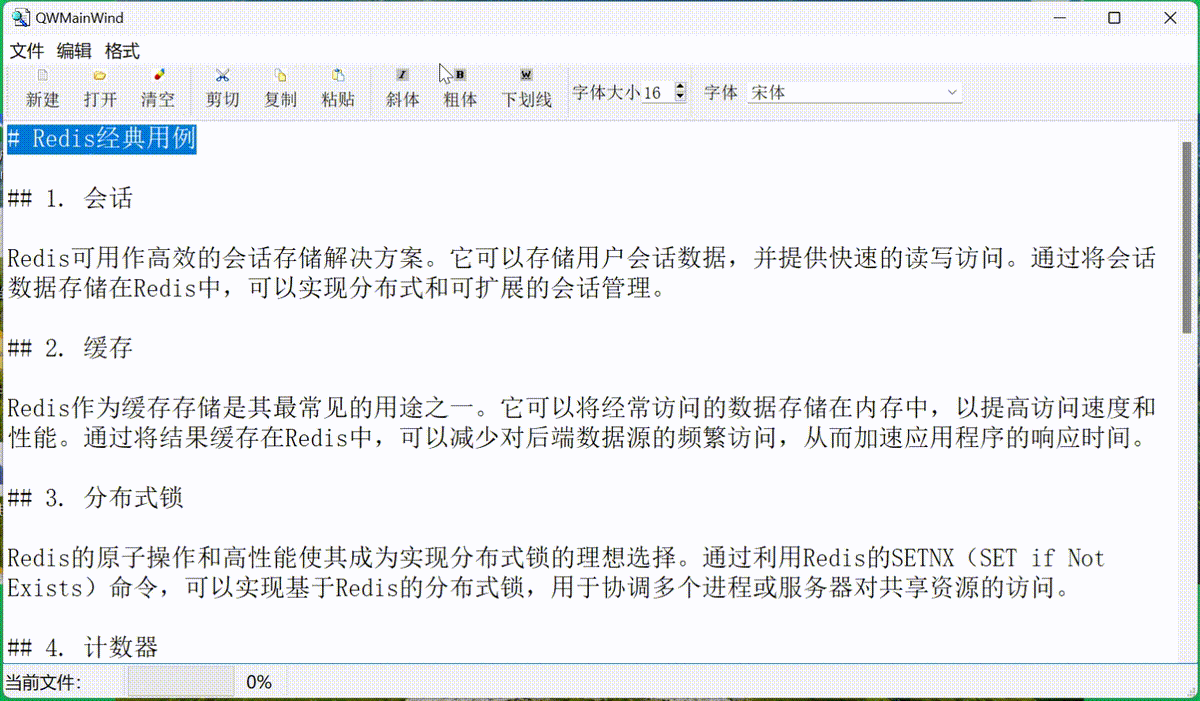 QWMainWind
文件 编辑 格式
新建 打开 清空 剪切 复制 粘贴 斜体 粗体 下划线 字体大小 16 字体 宋体
# Redis经典用例
## 1. 会话
Redis可用作高效的会话存储解决方案。它可以存储用户会话数据，并提供快速的读写访问。通过将会话
数据存储在Redis中，可以实现分布式和可扩展的会话管理。
## 2. 缓存
Redis作为缓存存储是其最常见的用途之一。它可以将经常访问的数据存储在内存中，以提高访问速度和
性能。通过将结果缓存在Redis中，可以减少对后端数据源的频繁访问，从而加速应用程序的响应时间。
## 3. 分布式锁
Redis的原子操作和高性能使其成为实现分布式锁的理想选择。通过利用Redis的SETNX（SET if Not
Exists）命令，可以实现基于Redis的分布式锁，用于协调多个进程或服务器对共享资源的访问。
## 4. 计数器
当前文件: 0%